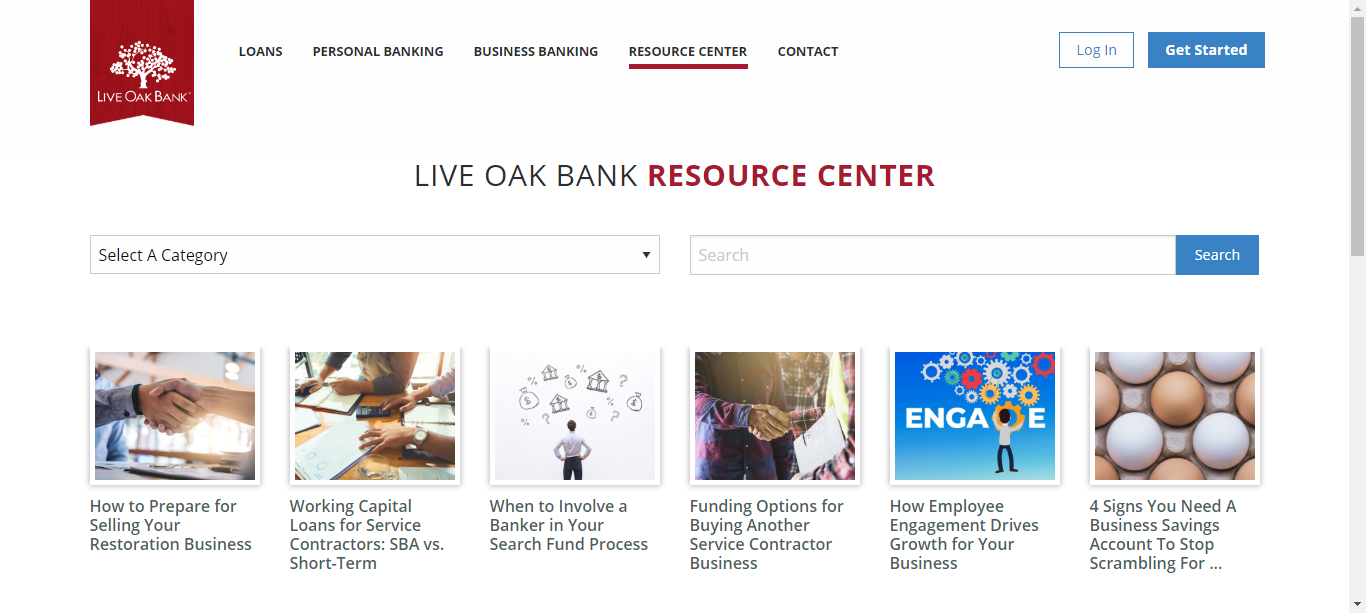 LIVE OAK BANK
LOANS
PERSONAL BANKING
BUSINESS BANKING
RESOURCE CENTER
CONTACT
Log In
Get Started
LIVE OAK BANK RESOURCE CENTER
Select A Category
Search
Search
ENGA E
How to Prepare for
Selling Your
Restoration Business
Working Capital
Loans for Service
Contractors: SBA vs.
Short-Term
When to Involve a
Banker in Your
Search Fund Process
Funding Options for
Buying Another
Service Contractor
Business
How Employee
Engagement Drives
Growth for Your
Business
4 Signs You Need A
Business Savings
Account To Stop
Scrambling For ...